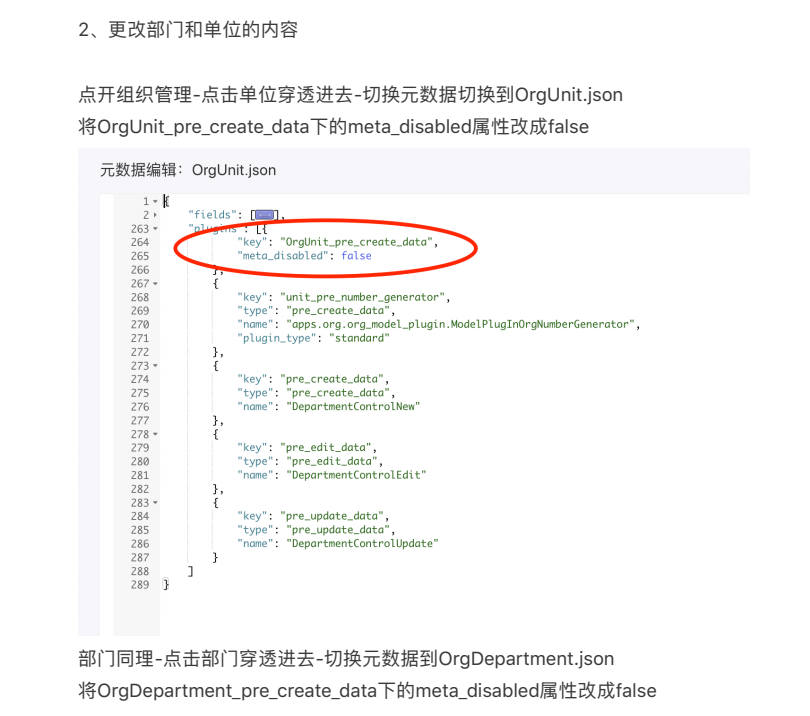 2、更改部门和单位的内容
点开组织管理-点击单位穿透进去-切换元数据切换到OrgUnit.json
将OrgUnit_pre_create_data下的meta_disabled属性改成false
元数据编辑：OrgUnit.json
1 {
2 "fields": [...],
263 "plugins": [{
264 "key": "OrgUnit_pre_create_data",
265 "meta_disabled": false
266 },
267 {
268 "key": "unit_pre_number_generator",
269 "type": "pre_create_data",
270 "name": "apps.org.org_model_plugin.ModelPlugInOrgNumberGenerator",
271 "plugin_type": "standard"
272 },
273 {
274 "key": "pre_create_data",
275 "type": "pre_create_data",
276 "name": "DepartmentControlNew"
277 },
278 {
279 "key": "pre_edit_data",
280 "type": "pre_edit_data",
281 "name": "DepartmentControlEdit"
282 },
283 {
284 "key": "pre_update_data",
285 "type": "pre_update_data",
286 "name": "DepartmentControlUpdate"
287 }
288 ]
289 }
部门同理-点击部门穿透进去-切换元数据到OrgDepartment.json
将OrgDepartment_pre_create_data下的meta_disabled属性改成false